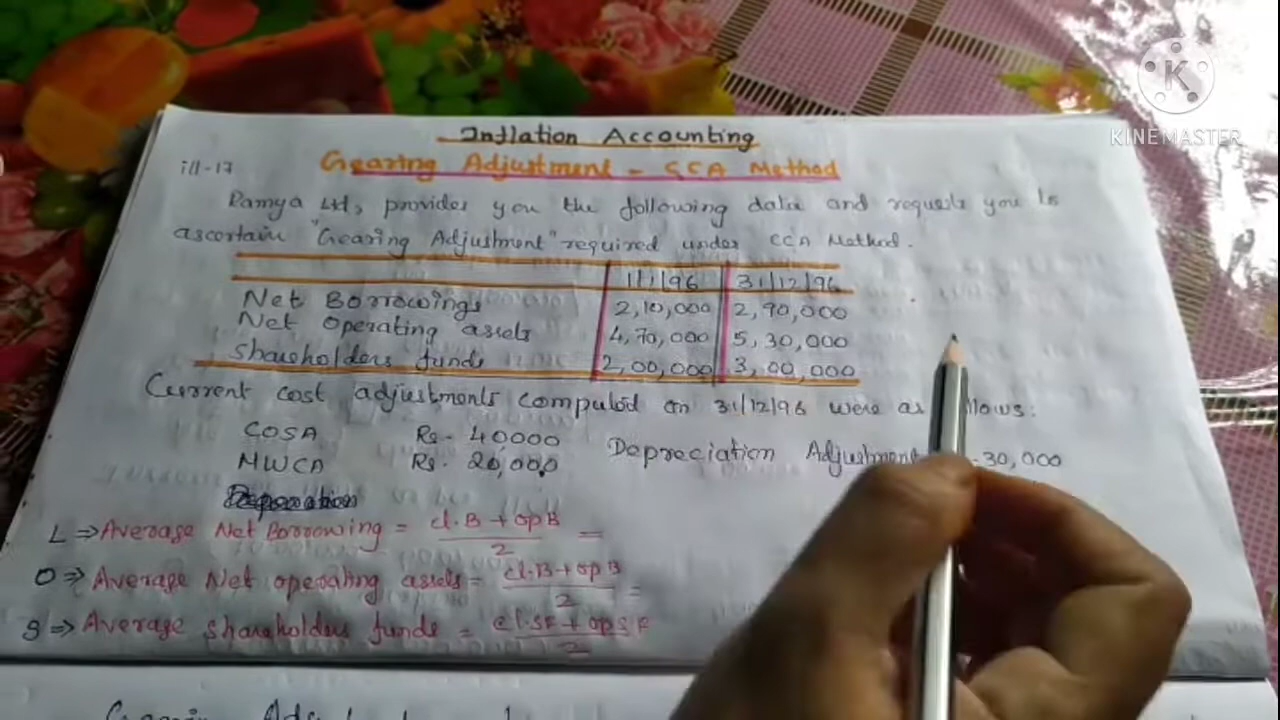 KINEMASTER
Inflation Accounting
ill-17 Gearing Adjustment - CCA Method
Ramya Ltd, provides you the following data and requests you to
ascertain "Gearing Adjustment" required under CCA Method.
1/1/96 31/12/96
Net Borrowings 2,10,000 2,90,000
Net Operating assets 4,70,000 5,30,000
Shareholders funds 2,00,000 3,00,000
Current cost adjustments computed on 31/12/96 were as llows:
COSA Rs. 40000 Depreciation Adjustment -30,000
MWCA Rs. 20,000
L ⇒ Average Net Borrowing = cl.B + op B / 2 =
O ⇒ Average Net operating assets = cl.B + op B / 2 =
S ⇒ Average shareholders funds = cl.SF + op SF / 2